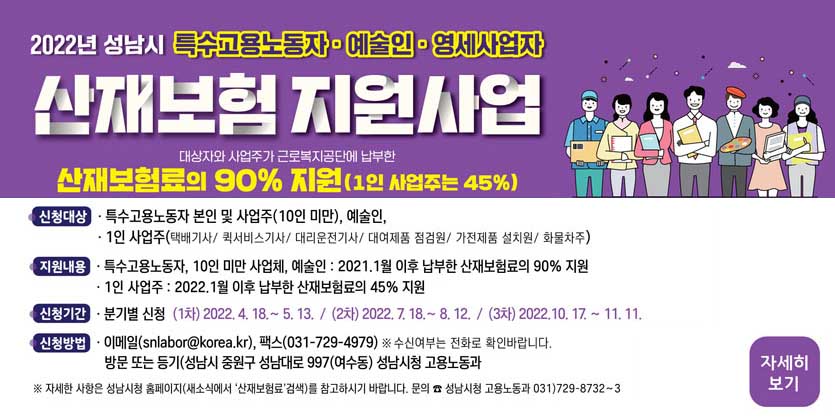 2022년 성남시 특수고용노동자·예술인·영세사업자
산재보험 지원사업
대상자와 사업주가 근로복지공단에 납부한
산재보험료의 90% 지원(1인 사업주는 45%)
신청대상 · 특수고용노동자 본인 및 사업주(10인 미만), 예술인,
· 1인 사업주(택배기사/ 퀵서비스기사/ 대리운전기사/ 대여제품 점검원/ 가전제품 설치원/ 화물차주)
지원내용 · 특수고용노동자, 10인 미만 사업체, 예술인 : 2021.1월 이후 납부한 산재보험료의 90% 지원
· 1인 사업주 : 2022.1월 이후 납부한 산재보험료의 45% 지원
신청기간 · 분기별 신청 (1차) 2022. 4. 18.~ 5. 13. / (2차) 2022. 7. 18.~ 8. 12. / (3차) 2022.10. 17. ~ 11. 11.
신청방법 · 이메일(snlabor@korea.kr), 팩스(031-729-4979) ※ 수신여부는 전화로 확인바랍니다.
방문 또는 등기(성남시 중원구 성남대로 997(여수동) 성남시청 고용노동과
자세히
보기
※ 자세한 사항은 성남시청 홈페이지(새소식에서 '산재보험료'검색)를 참고하시기 바랍니다. 문의 ☎ 성남시청 고용노동과 031)729-8732~3